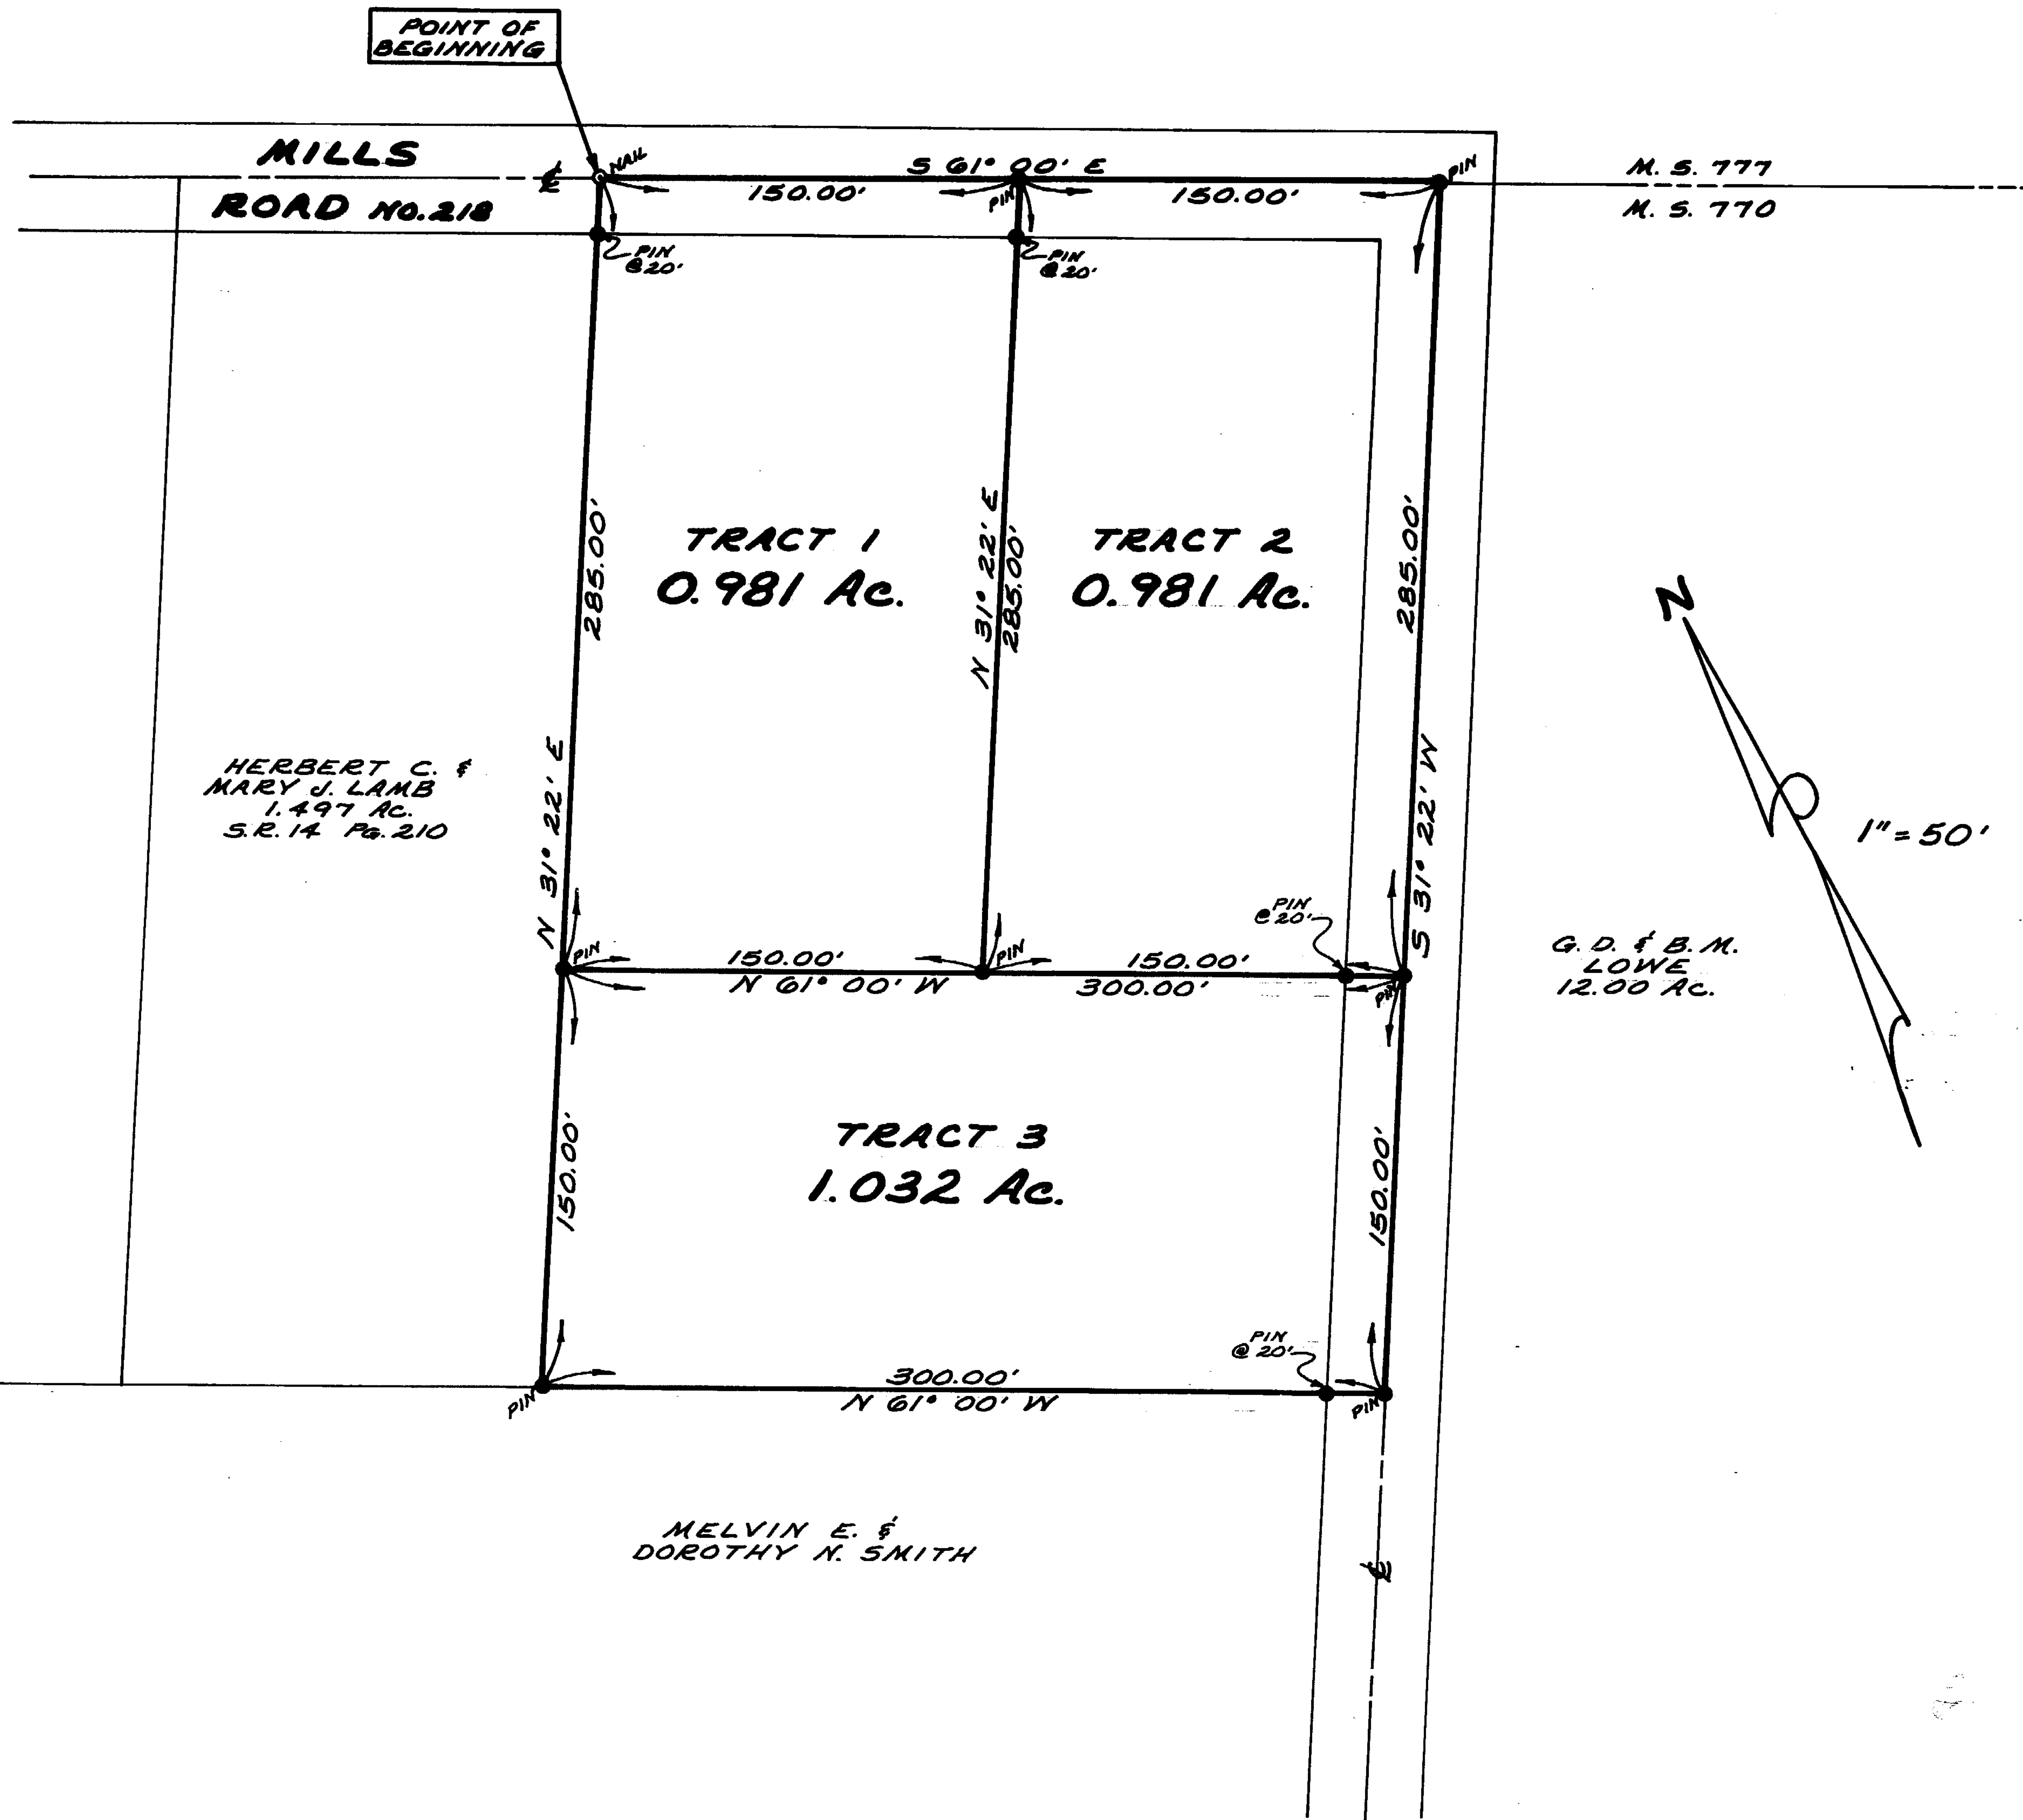 POINT OF
BEGINNING
MILLS
ROAD NO. 218
℄
NAIL
S 61° 00' E
150.00'
PIN
150.00'
PIN
M. S. 777
M. S. 770
PIN
@ 20'
PIN
@ 20'
285.00'
N 31° 22' E
TRACT 1
0.981 Ac.
N 31° 22' E
285.00'
TRACT 2
0.981 Ac.
285.00'
S 31° 22' W
N
1" = 50'
HERBERT C. &
MARY J. LAMB
1.497 AC.
S.R. 14 PG. 210
G. D. & B. M.
LOWE
12.00 AC.
PIN
@ 20'
PIN
150.00'
N 61° 00' W
PIN
150.00'
300.00'
PIN
TRACT 3
1.032 Ac.
150.00'
150.00'
PIN
@ 20'
300.00'
N 61° 00' W
PIN
PIN
MELVIN E. &
DOROTHY N. SMITH
℄